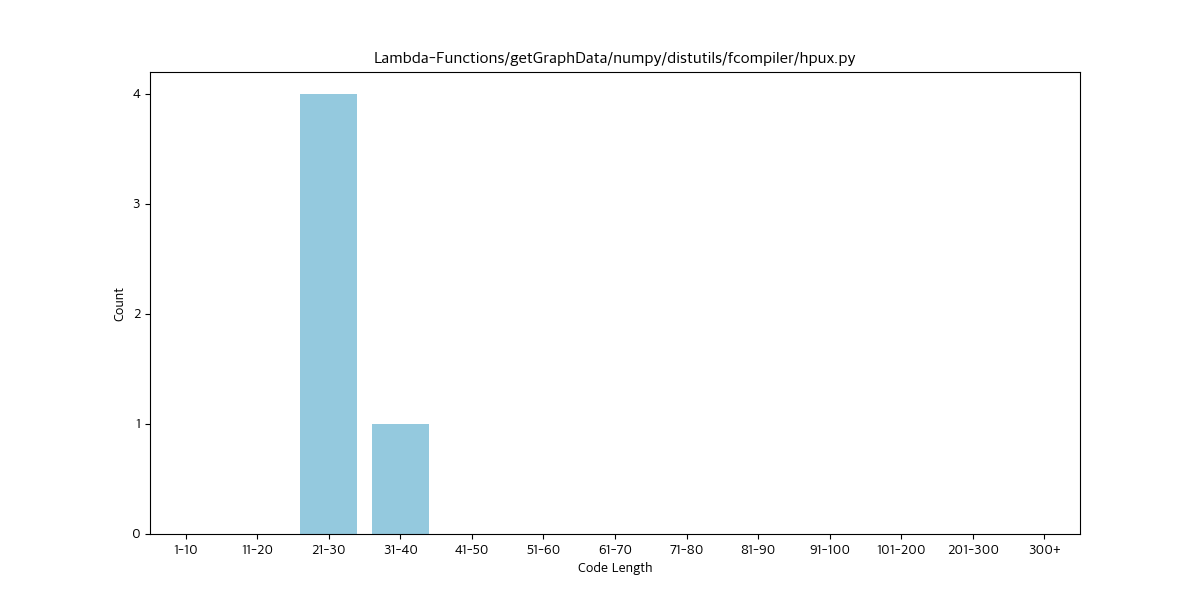 Lambda-Functions/getGraphData/numpy/distutils/fcompiler/hpux.py
4
3
2
1
0
Count
1-10 11-20 21-30 31-40 41-50 51-60 61-70 71-80 81-90 91-100 101-200 201-300 300+
Code Length